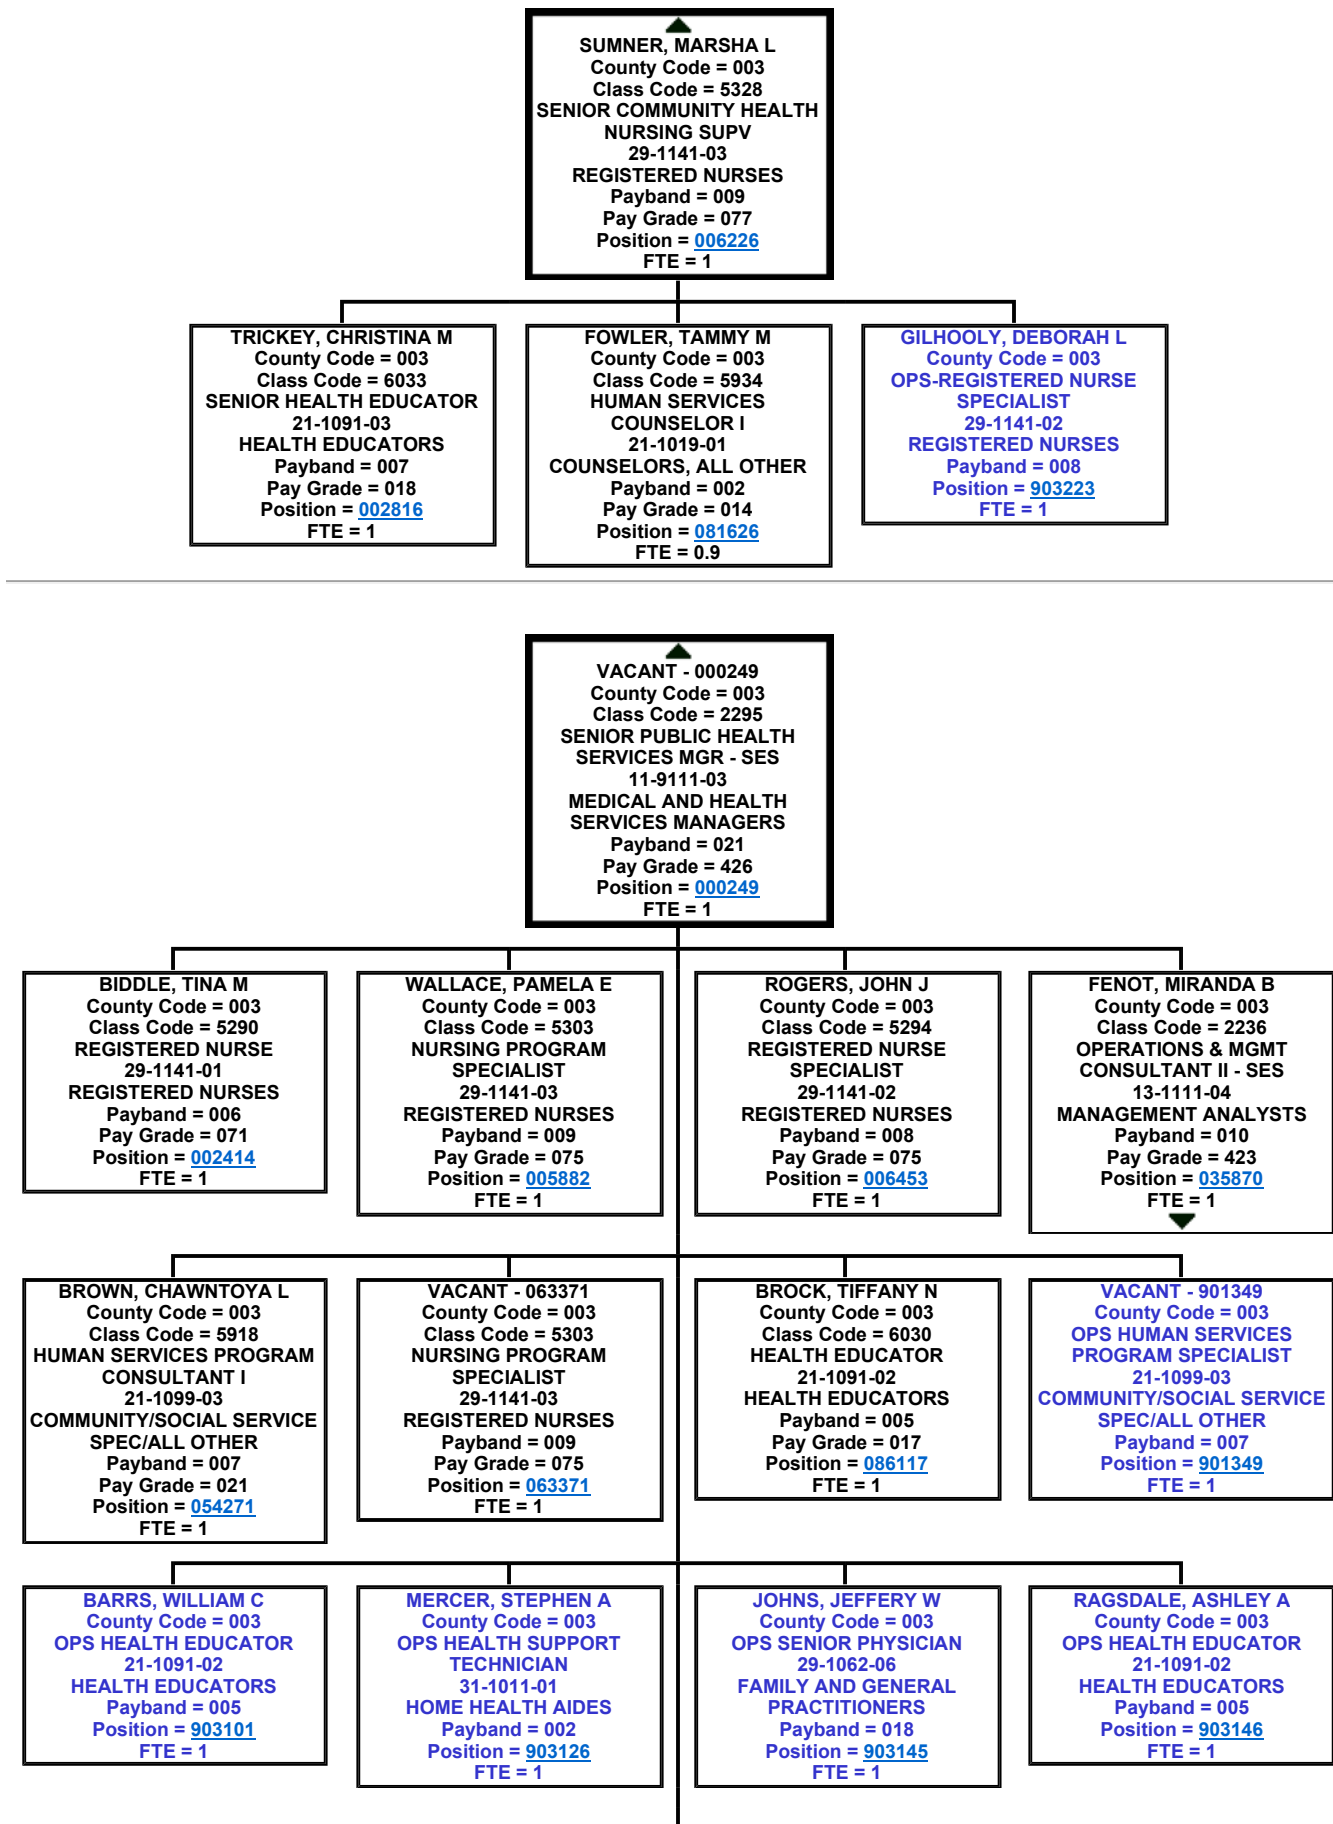 SUMNER, MARSHA L
County Code = 003
Class Code = 5328
SENIOR COMMUNITY HEALTH
NURSING SUPV
29-1141-03
REGISTERED NURSES
Payband = 009
Pay Grade = 077
Position = 006226
FTE = 1
TRICKEY, CHRISTINA M
County Code = 003
Class Code = 6033
SENIOR HEALTH EDUCATOR
21-1091-03
HEALTH EDUCATORS
Payband = 007
Pay Grade = 018
Position = 002816
FTE = 1
FOWLER, TAMMY M
County Code = 003
Class Code = 5934
HUMAN SERVICES
COUNSELOR I
21-1019-01
COUNSELORS, ALL OTHER
Payband = 002
Pay Grade = 014
Position = 081626
FTE = 0.9
GILHOOLY, DEBORAH L
County Code = 003
OPS-REGISTERED NURSE
SPECIALIST
29-1141-02
REGISTERED NURSES
Payband = 008
Position = 903223
FTE = 1
VACANT - 000249
County Code = 003
Class Code = 2295
SENIOR PUBLIC HEALTH
SERVICES MGR - SES
11-9111-03
MEDICAL AND HEALTH
SERVICES MANAGERS
Payband = 021
Pay Grade = 426
Position = 000249
FTE = 1
BIDDLE, TINA M
County Code = 003
Class Code = 5290
REGISTERED NURSE
29-1141-01
REGISTERED NURSES
Payband = 006
Pay Grade = 071
Position = 002414
FTE = 1
WALLACE, PAMELA E
County Code = 003
Class Code = 5303
NURSING PROGRAM
SPECIALIST
29-1141-03
REGISTERED NURSES
Payband = 009
Pay Grade = 075
Position = 005882
FTE = 1
ROGERS, JOHN J
County Code = 003
Class Code = 5294
REGISTERED NURSE
SPECIALIST
29-1141-02
REGISTERED NURSES
Payband = 008
Pay Grade = 075
Position = 006453
FTE = 1
FENOT, MIRANDA B
County Code = 003
Class Code = 2236
OPERATIONS & MGMT
CONSULTANT II - SES
13-1111-04
MANAGEMENT ANALYSTS
Payband = 010
Pay Grade = 423
Position = 035870
FTE = 1
BROWN, CHAWNTOYA L
County Code = 003
Class Code = 5918
HUMAN SERVICES PROGRAM
CONSULTANT I
21-1099-03
COMMUNITY/SOCIAL SERVICE
SPEC/ALL OTHER
Payband = 007
Pay Grade = 021
Position = 054271
FTE = 1
VACANT - 063371
County Code = 003
Class Code = 5303
NURSING PROGRAM
SPECIALIST
29-1141-03
REGISTERED NURSES
Payband = 009
Pay Grade = 075
Position = 063371
FTE = 1
BROCK, TIFFANY N
County Code = 003
Class Code = 6030
HEALTH EDUCATOR
21-1091-02
HEALTH EDUCATORS
Payband = 005
Pay Grade = 017
Position = 086117
FTE = 1
VACANT - 901349
County Code = 003
OPS HUMAN SERVICES
PROGRAM SPECIALIST
21-1099-03
COMMUNITY/SOCIAL SERVICE
SPEC/ALL OTHER
Payband = 007
Position = 901349
FTE = 1
BARRS, WILLIAM C
County Code = 003
OPS HEALTH EDUCATOR
21-1091-02
HEALTH EDUCATORS
Payband = 005
Position = 903101
FTE = 1
MERCER, STEPHEN A
County Code = 003
OPS HEALTH SUPPORT
TECHNICIAN
31-1011-01
HOME HEALTH AIDES
Payband = 002
Position = 903126
FTE = 1
JOHNS, JEFFERY W
County Code = 003
OPS SENIOR PHYSICIAN
29-1062-06
FAMILY AND GENERAL
PRACTITIONERS
Payband = 018
Position = 903145
FTE = 1
RAGSDALE, ASHLEY A
County Code = 003
OPS HEALTH EDUCATOR
21-1091-02
HEALTH EDUCATORS
Payband = 005
Position = 903146
FTE = 1